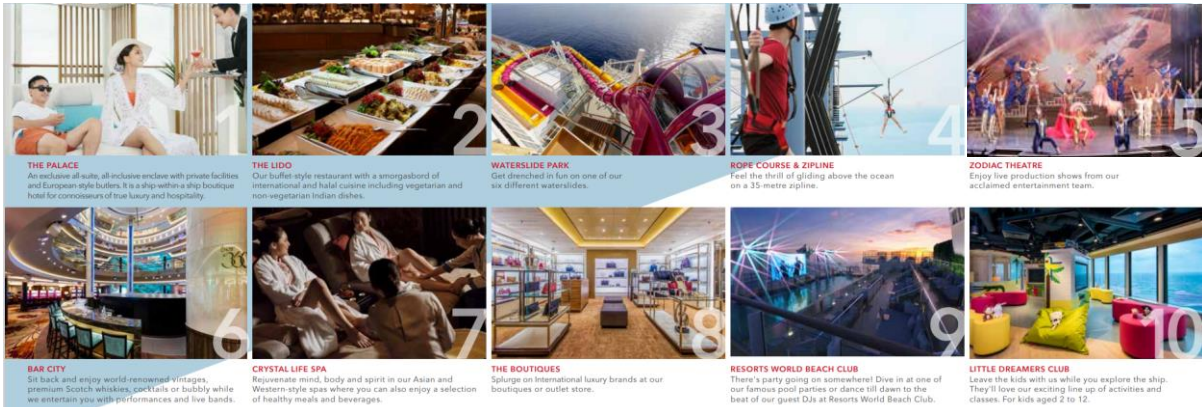 1
THE PALACE
An exclusive all-suite, all-inclusive enclave with private facilities
and European style butlers. It is a ship-within a ship boutique
hotel for connoisseurs of true luxury and hospitality.
2
THE LIDO
Our buffet-style restaurant with a smorgasbord of
international and halal cuisine including vegetarian and
non-vegetarian Indian dishes.
3
WATERSLIDE PARK
Get drenched in fun on one of our
six different waterslides.
4
ROPE COURSE & ZIPLINE
Feel the thrill of gliding above the ocean
on a 35-metre zipline.
5
ZODIAC THEATRE
Enjoy live production shows from our
acclaimed entertainment team.
6
BAR CITY
Sit back and enjoy world-renowned vintages,
premium Scotch whiskies, cocktails or bubbly while
we entertain you with performances and live bands.
7
CRYSTAL LIFE SPA
Rejuvenate mind, body and spirit in our Asian and
Western-style spas where you can also enjoy a selection
of healthy meals and beverages.
8
THE BOUTIQUES
Splurge on International luxury brands at our
boutiques or outlet store.
9
RESORTS WORLD BEACH CLUB
There's party going on somewhere! Dive in at one of
our famous pool parties or dance till dawn to the
beat of our guest DJs at Resorts World Beach Club.
10
LITTLE DREAMERS CLUB
Leave the kids with us while you explore the ship.
They'll love our exciting line up of activities and
classes. For kids aged 2 to 12.